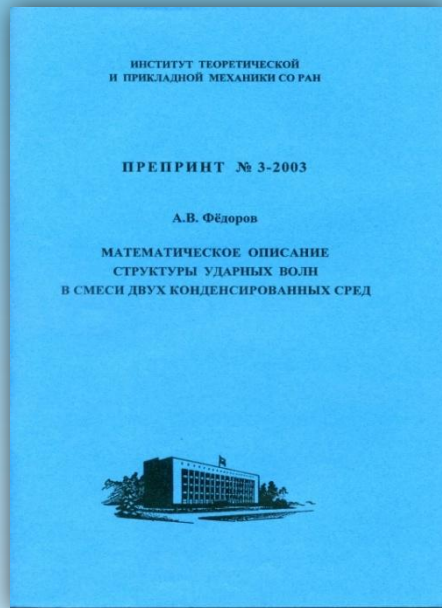 ИНСТИТУТ ТЕОРЕТИЧЕСКОЙ
И ПРИКЛАДНОЙ МЕХАНИКИ СО РАН
ПРЕПРИНТ № 3-2003
А.В. Фёдоров
МАТЕМАТИЧЕСКОЕ ОПИСАНИЕ
СТРУКТУРЫ УДАРНЫХ ВОЛН
В СМЕСИ ДВУХ КОНДЕНСИРОВАННЫХ СРЕД